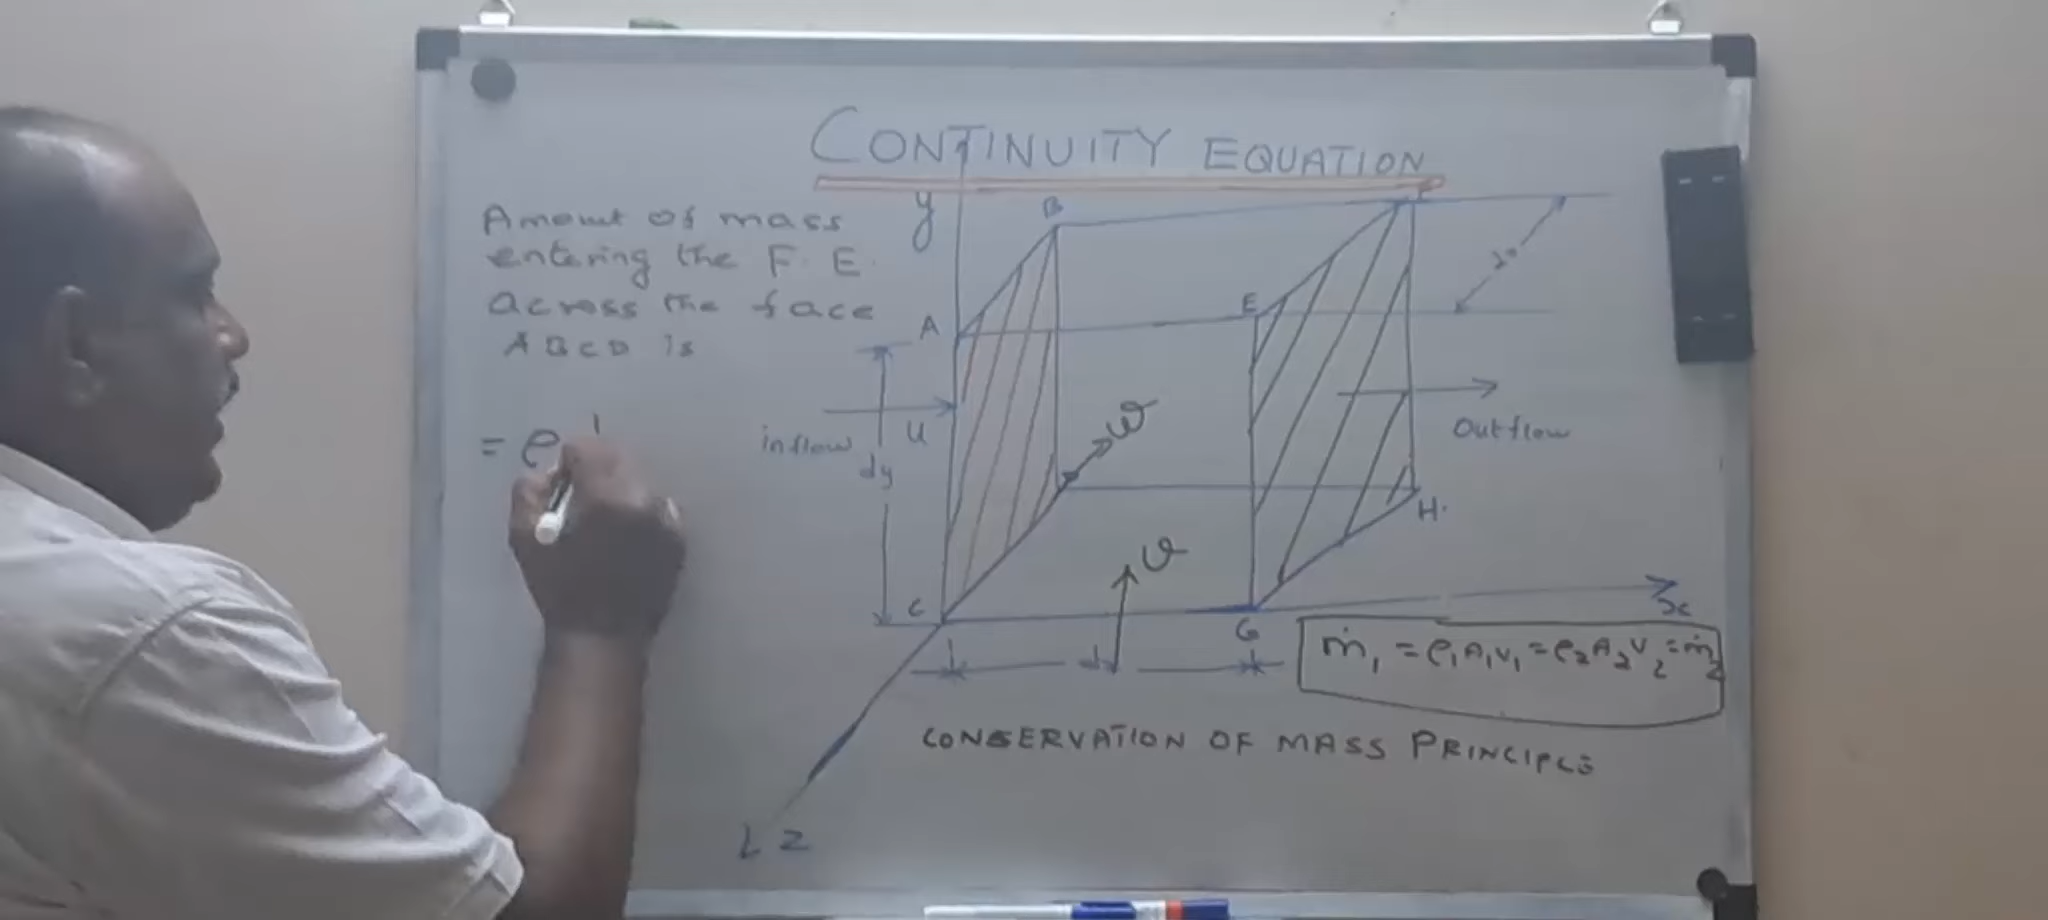 CONTINUITY EQUATION
Amount of mass
entering the F.E.
across the face
ABCD is
= ρ
y
B
F
A
E
dz
inflow
u
dy
w
Outflow
H.
v
C
G
x
ṁ₁ = ρ₁A₁V₁ = ρ₂A₂V₂ = ṁ₂
CONSERVATION OF MASS PRINCIPLE
z